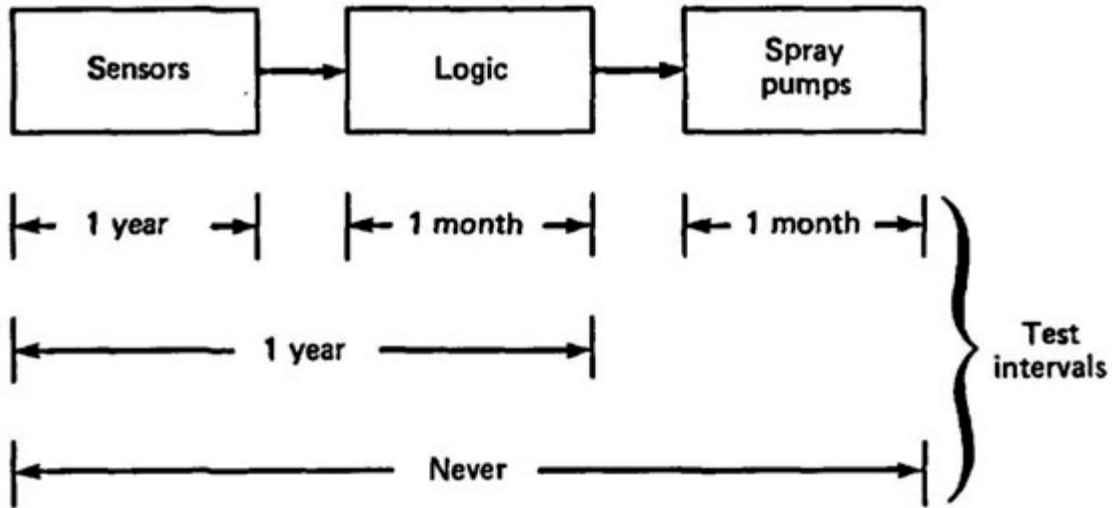 Sensors
Logic
Spray
pumps
1 year
1 month
1 month
1 year
Never
Test
intervals